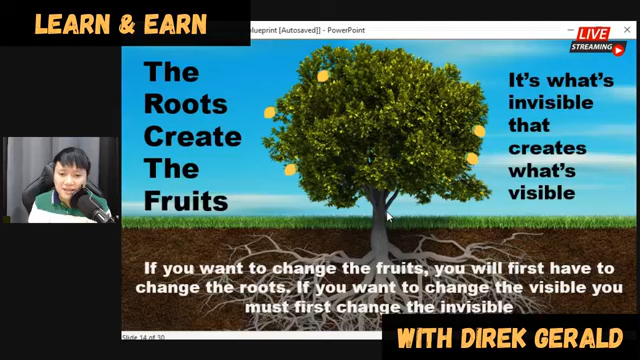 LEARN & EARN
blueprint [Autosaved]] - PowerPoint
LIVE
STREAMING
The
Roots
Create
The
Fruits
It's what's
invisible
that
creates
what's
visible
If you want to change the fruits, you will first have to
change the roots. If you want to change the visible you
must first change the invisible
Slide 14 of 30
WITH DIREK GERALD